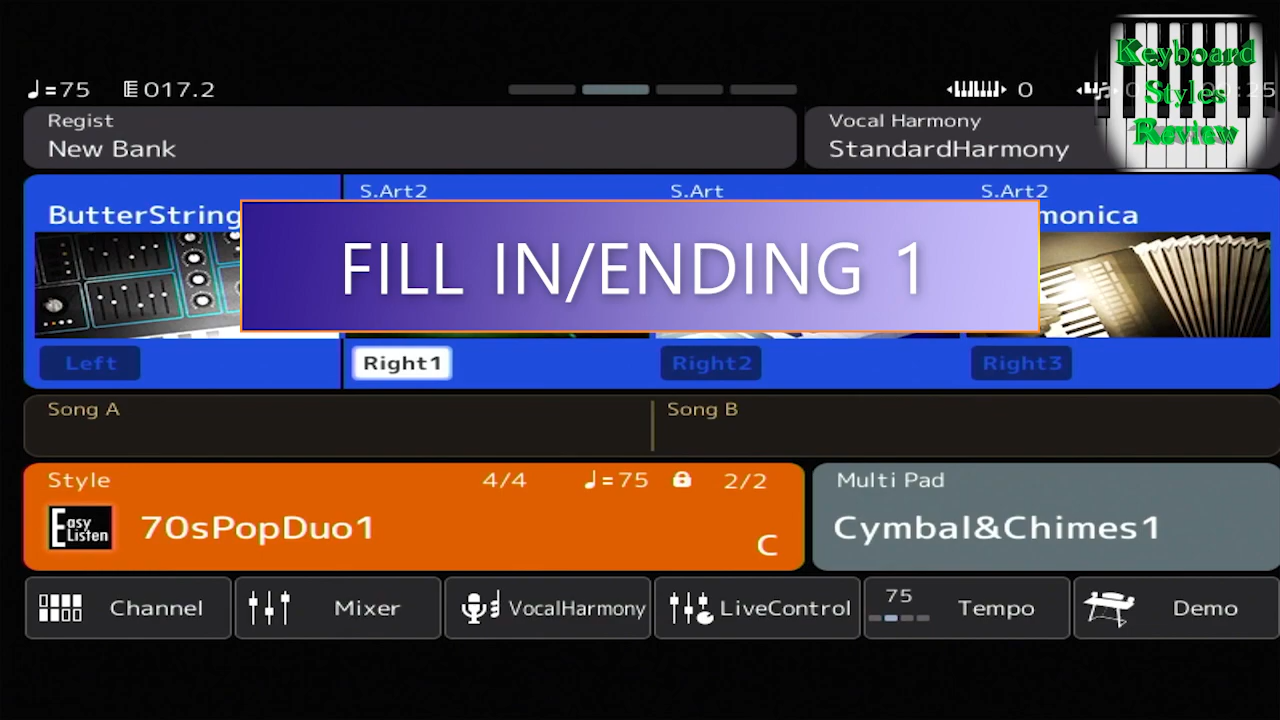 =75
017.2
0
Keyboard
Styles
Review
Regist
New Bank
Vocal Harmony
StandardHarmony
S.Art2
S.Art
S.Art2
ButterString
monica
FILL IN/ENDING 1
Left
Right1
Right2
Right3
Song A
Song B
Style
4/4
=75
2/2
Easy
Listen
70sPopDuo1
C
Multi Pad
Cymbal&Chimes1
Channel
Mixer
VocalHarmony
LiveControl
75
Tempo
Demo